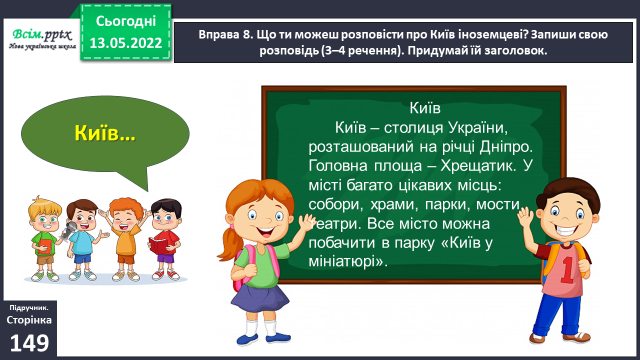 Всім.pptx
Нова українська школа
Сьогодні
13.05.2022
Вправа 8. Що ти можеш розповісти про Київ іноземцеві? Запиши свою
розповідь (3–4 речення). Придумай їй заголовок.
Київ...
Київ
Київ – столиця України,
розташований на річці Дніпро.
Головна площа – Хрещатик. У
місті багато цікавих місць:
собори, храми, парки, мости,
театри. Все місто можна
побачити в парку «Київ у
мініатюрі».
1
Підручник.
Сторінка
149